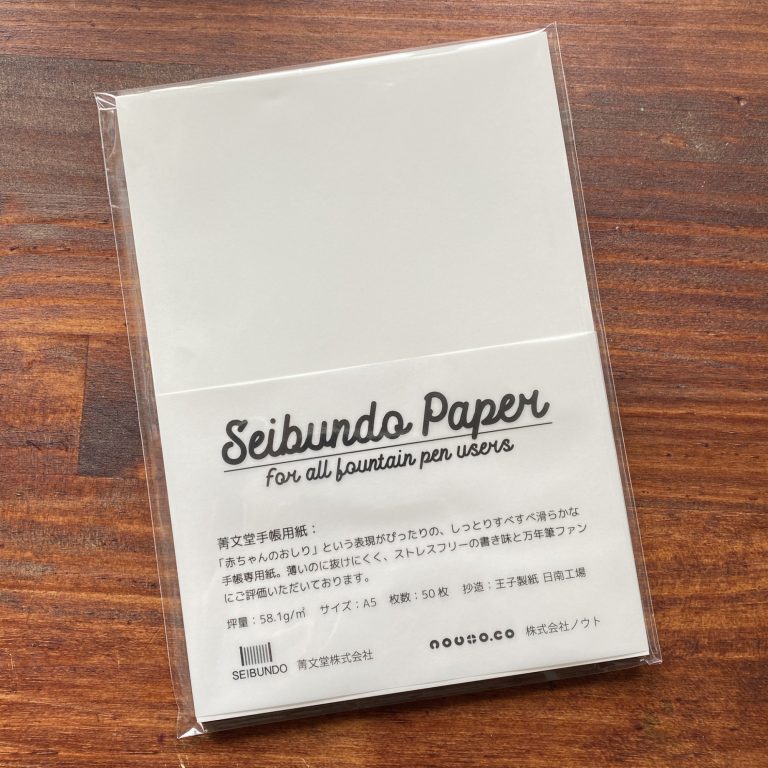 Seibundo Paper
for all fountain pen users
菁文堂手帳用紙：
「赤ちゃんのおしり」という表現がぴったりの、しっとりすべすべ滑らかな
手帳専用紙。薄いのに抜けにくく、ストレスフリーの書き味と万年筆ファン
にご評価いただいております。
坪量：58.1g/㎡ サイズ：A5 枚数：50枚 抄造：王子製紙 日南工場
SEIBUNDO 菁文堂株式会社 nouto.co 株式会社ノウト